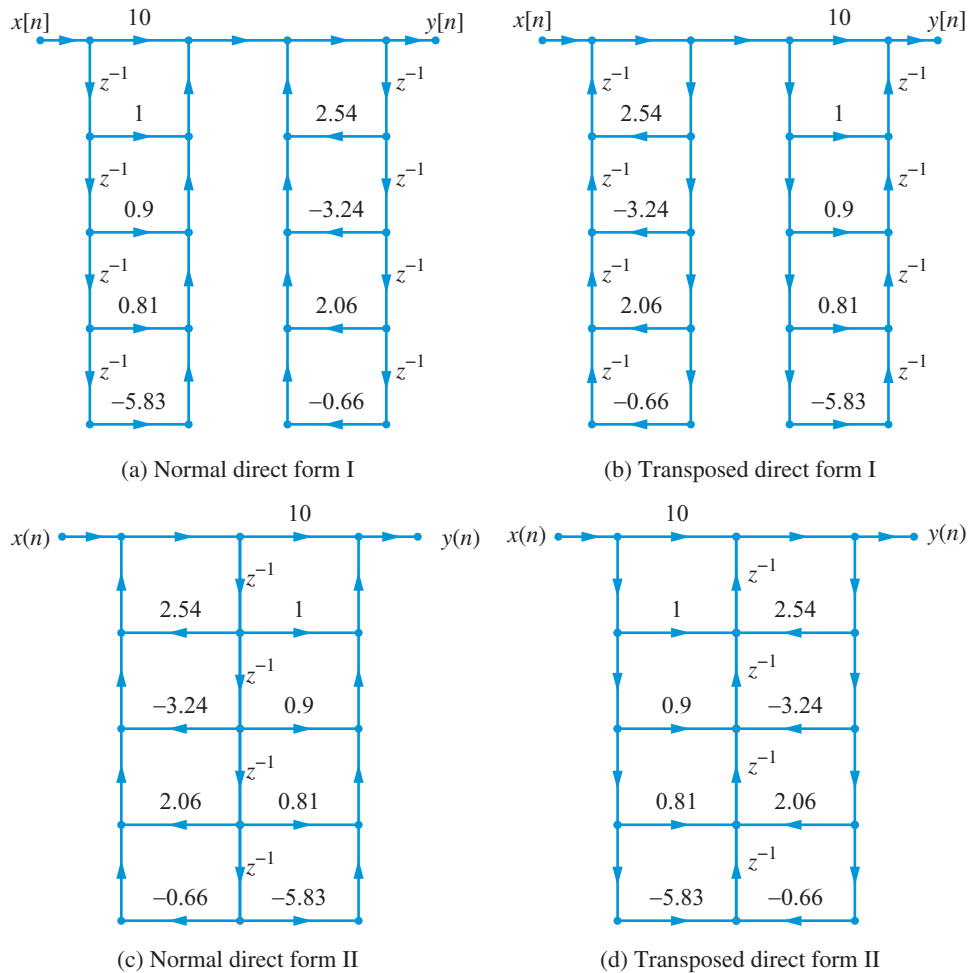 x[n] 10 y[n] x[n] 10 y[n]
z⁻¹ z⁻¹ z⁻¹ z⁻¹
1 2.54 2.54 1
z⁻¹ z⁻¹ z⁻¹ z⁻¹
0.9 −3.24 −3.24 0.9
z⁻¹ z⁻¹ z⁻¹ z⁻¹
0.81 2.06 2.06 0.81
z⁻¹ z⁻¹ z⁻¹ z⁻¹
−5.83 −0.66 −0.66 −5.83
(a) Normal direct form I (b) Transposed direct form I
x(n) 10 y(n) x(n) 10 y(n)
z⁻¹ z⁻¹
2.54 1 1 2.54
z⁻¹ z⁻¹
−3.24 0.9 0.9 −3.24
z⁻¹ z⁻¹
2.06 0.81 0.81 2.06
z⁻¹ z⁻¹
−0.66 −5.83 −5.83 −0.66
(c) Normal direct form II (d) Transposed direct form II